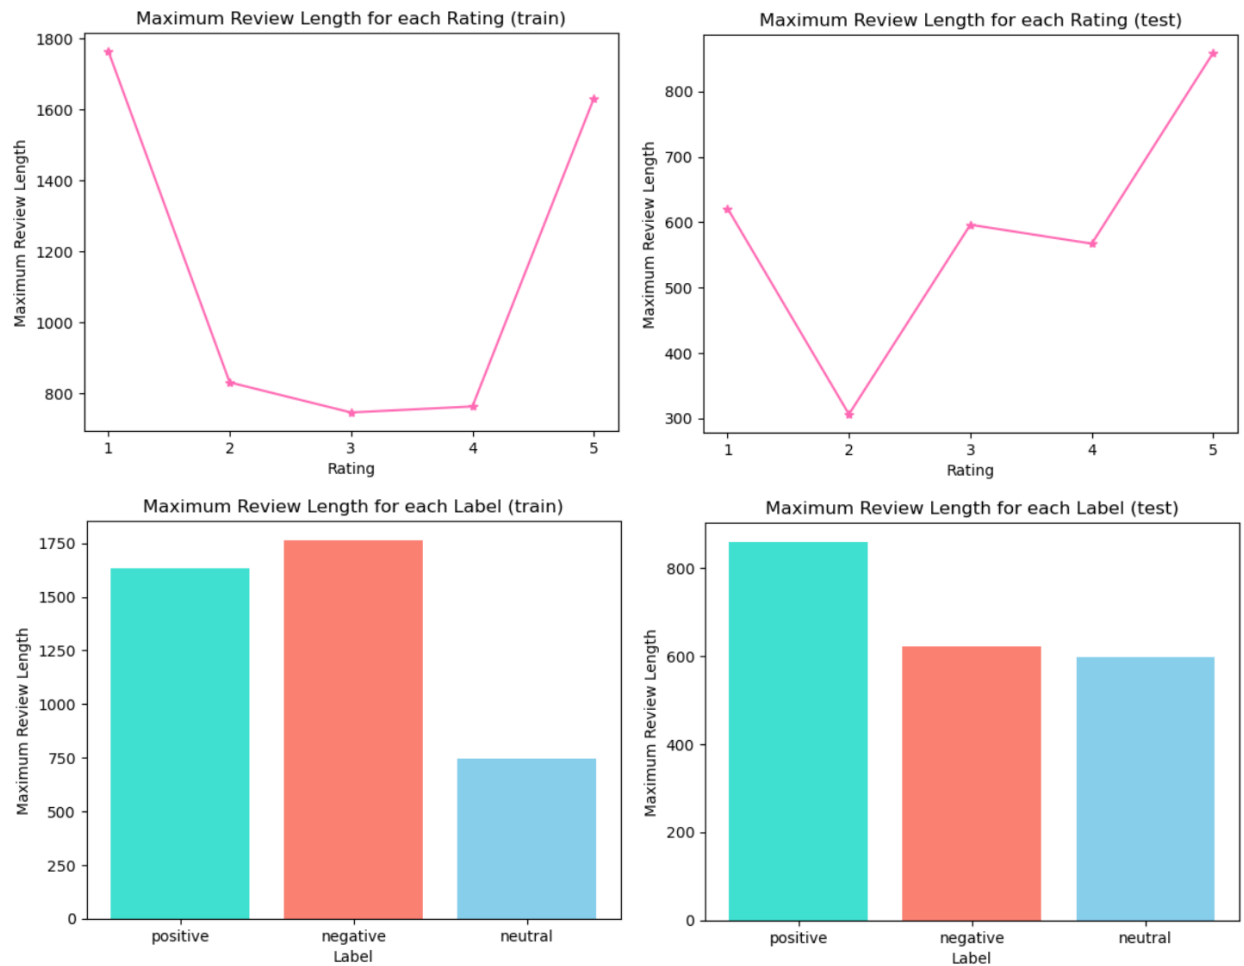 Maximum Review Length for each Rating (train)
Maximum Review Length
1800
1600
1400
1200
1000
800
1 2 3 4 5
Rating
Maximum Review Length for each Rating (test)
Maximum Review Length
800
700
600
500
400
300
1 2 3 4 5
Rating
Maximum Review Length for each Label (train)
Maximum Review Length
1750
1500
1250
1000
750
500
250
0
positive negative neutral
Label
Maximum Review Length for each Label (test)
Maximum Review Length
800
600
400
200
0
positive negative neutral
Label